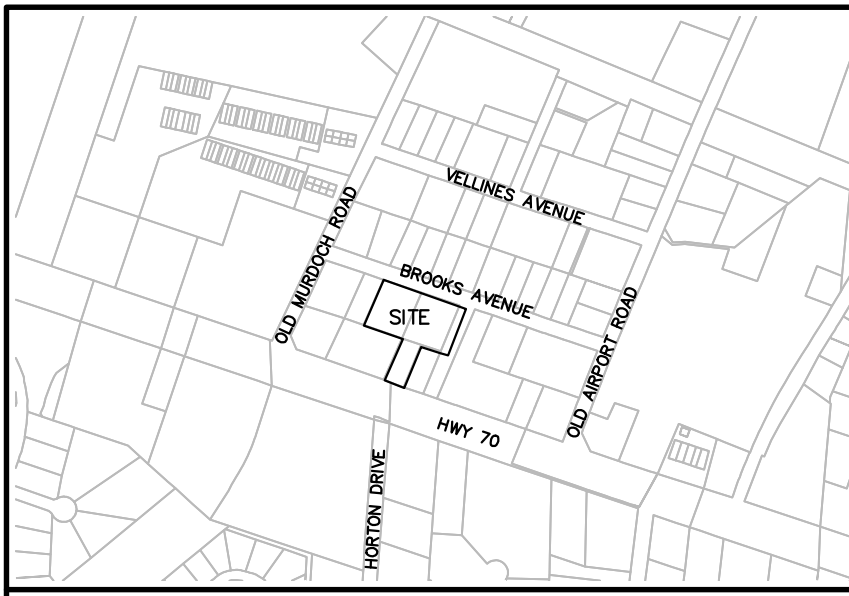 VELLINES AVENUE
OLD MURDOCH ROAD
BROOKS AVENUE
SITE
OLD AIRPORT ROAD
HWY 70
HORTON DRIVE